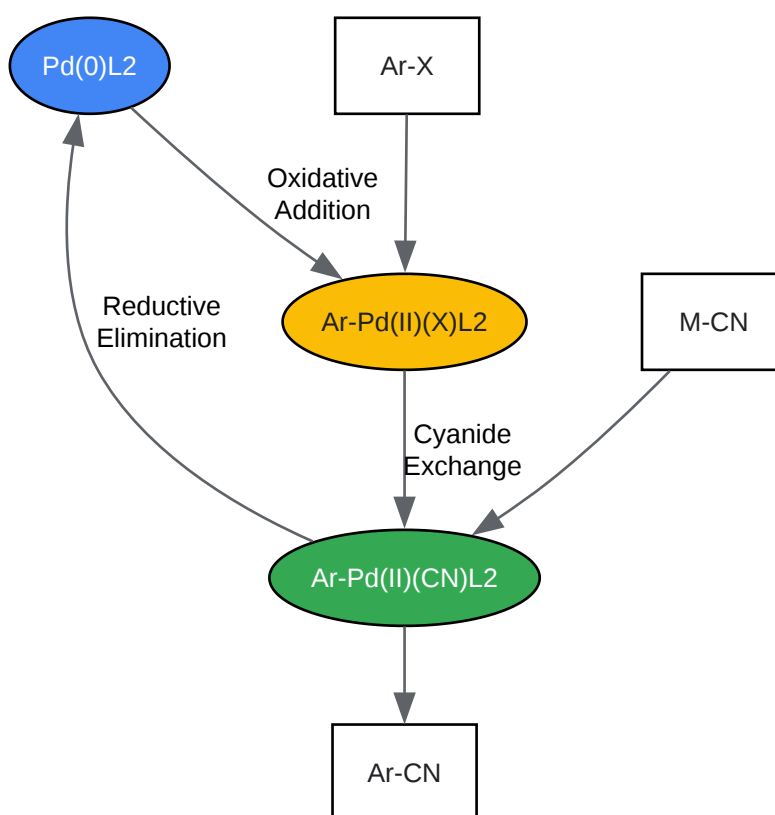 Pd(0)L2
Ar-X
Oxidative
Addition
Reductive
Elimination
Ar-Pd(II)(X)L2
M-CN
Cyanide
Exchange
Ar-Pd(II)(CN)L2
Ar-CN